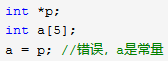 int *p;
int a[5];
a = p; //错误，a是常量